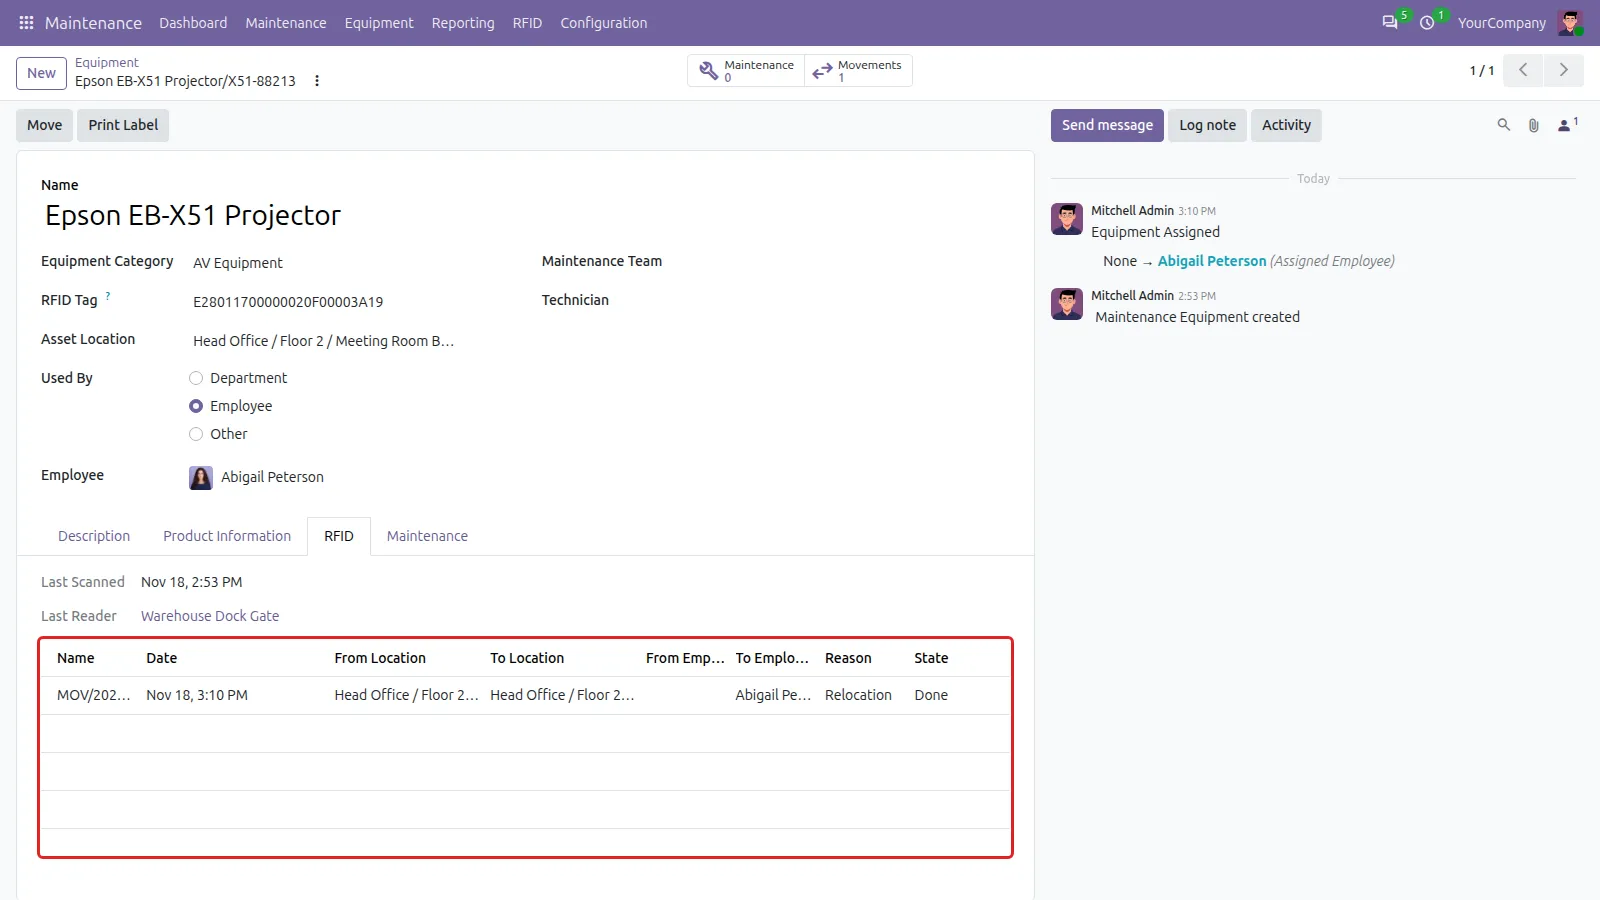 Maintenance Dashboard Maintenance Equipment Reporting RFID Configuration 5 1 YourCompany
New Equipment
Epson EB-X51 Projector/X51-88213
Maintenance 0 Movements 1
1 / 1
Move Print Label
Send message Log note Activity 1
Name
Epson EB-X51 Projector
Equipment Category AV Equipment
Maintenance Team
RFID Tag ? E28011700000020F00003A19
Technician
Asset Location Head Office / Floor 2 / Meeting Room B...
Used By Department
Employee
Other
Employee Abigail Peterson
Description Product Information RFID Maintenance
Last Scanned Nov 18, 2:53 PM
Last Reader Warehouse Dock Gate
Name Date From Location To Location From Emp... To Emplo... Reason State
MOV/202... Nov 18, 3:10 PM Head Office / Floor 2... Head Office / Floor 2... Abigail Pe... Relocation Done
Today
Mitchell Admin 3:10 PM
Equipment Assigned
None → Abigail Peterson (Assigned Employee)
Mitchell Admin 2:53 PM
Maintenance Equipment created